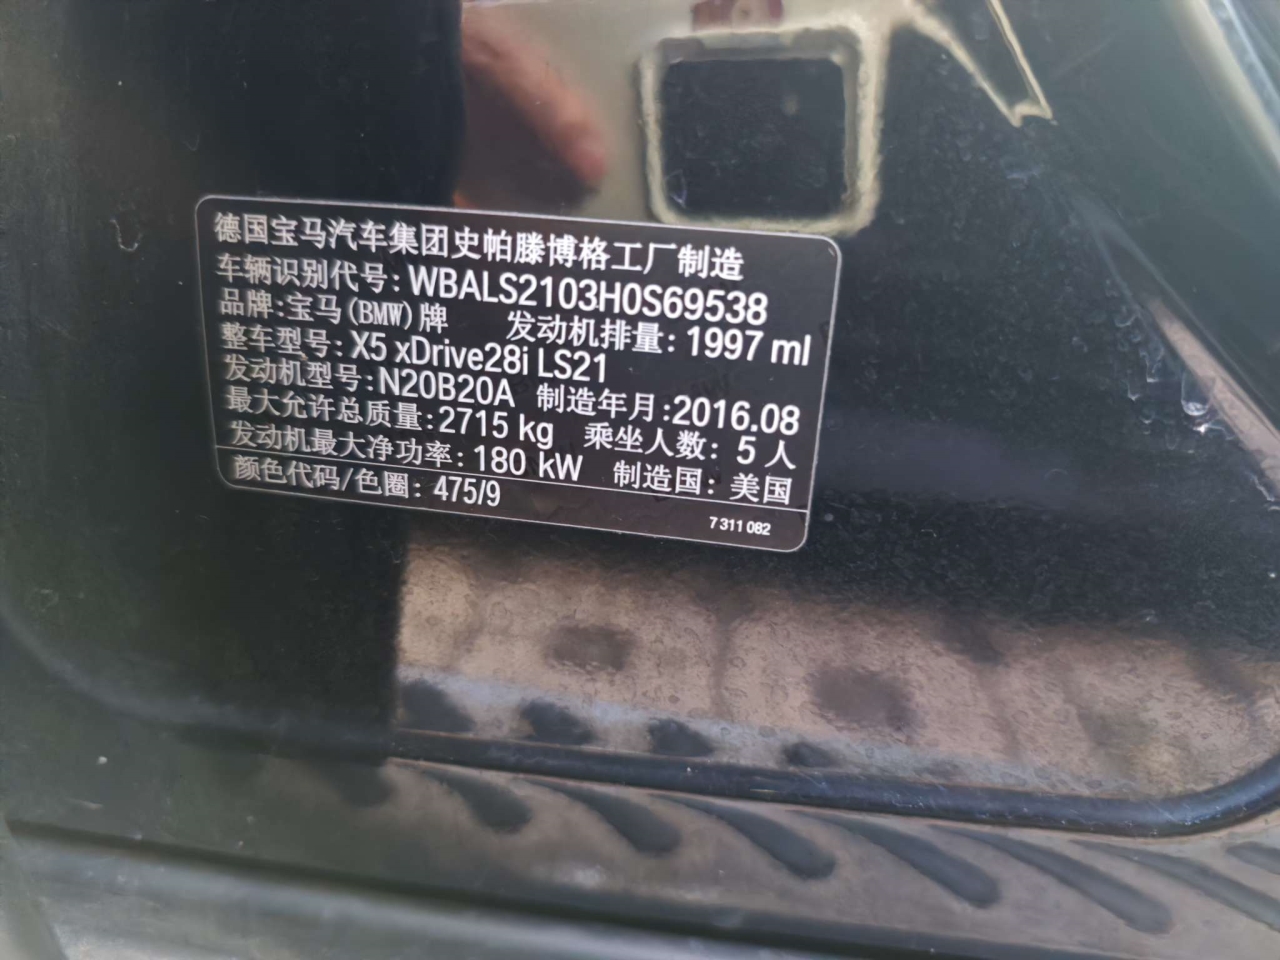 德国宝马汽车集团史帕滕博格工厂制造
车辆识别代号: WBALS2103H0S69538
品牌: 宝马(BMW)牌 发动机排量: 1997 ml
整车型号: X5 xDrive28i LS21
发动机型号: N20B20A 制造年月: 2016.08
最大允许总质量: 2715 kg 乘坐人数: 5 人
发动机最大净功率: 180 kW 制造国: 美国
颜色代码/色圈: 475/9
7 311 082